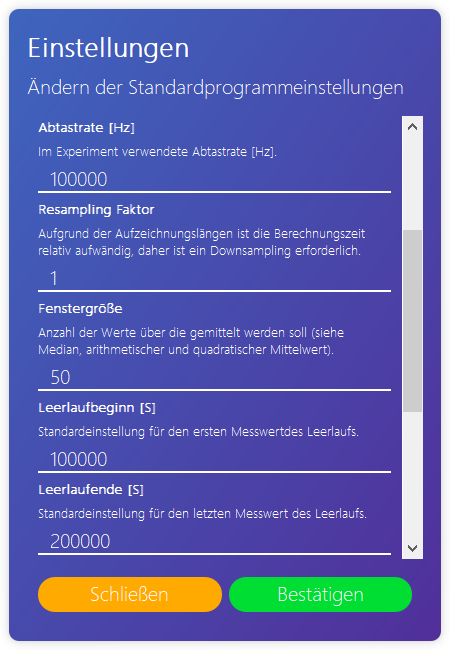 Einstellungen
Ändern der Standardprogrammeinstellungen
Abtastrate [Hz]
Im Experiment verwendete Abtastrate [Hz].
100000
Resampling Faktor
Aufgrund der Aufzeichnungslängen ist die Berechnungszeit
relativ aufwändig, daher ist ein Downsampling erforderlich.
1
Fenstergröße
Anzahl der Werte über die gemittelt werden soll (siehe
Median, arithmetischer und quadratischer Mittelwert).
50
Leerlaufbeginn [S]
Standardeinstellung für den ersten Messwertdes Leerlaufs.
100000
Leerlaufende [S]
Standardeinstellung für den letzten Messwert des Leerlaufs.
200000
Schließen Bestätigen